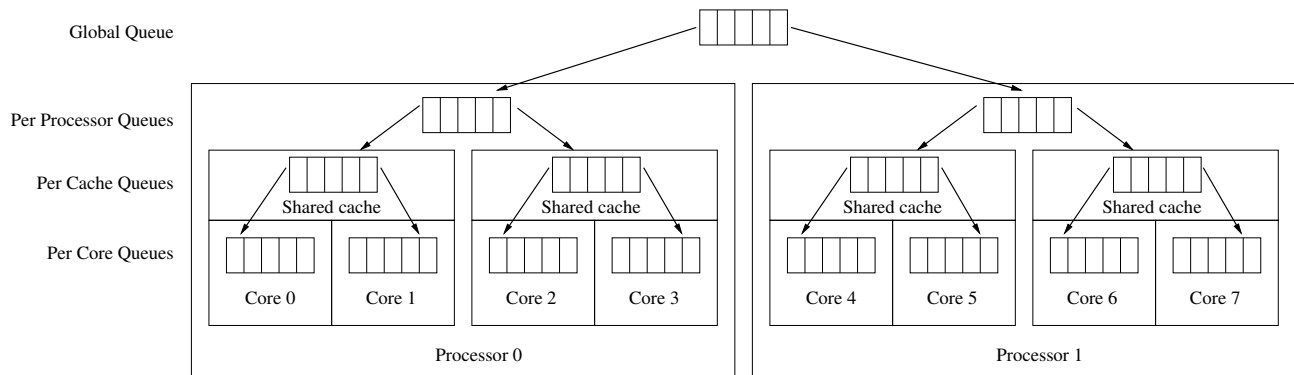 Global Queue
Per Processor Queues
Per Cache Queues
Shared cache
Shared cache
Shared cache
Shared cache
Per Core Queues
Core 0
Core 1
Core 2
Core 3
Core 4
Core 5
Core 6
Core 7
Processor 0
Processor 1